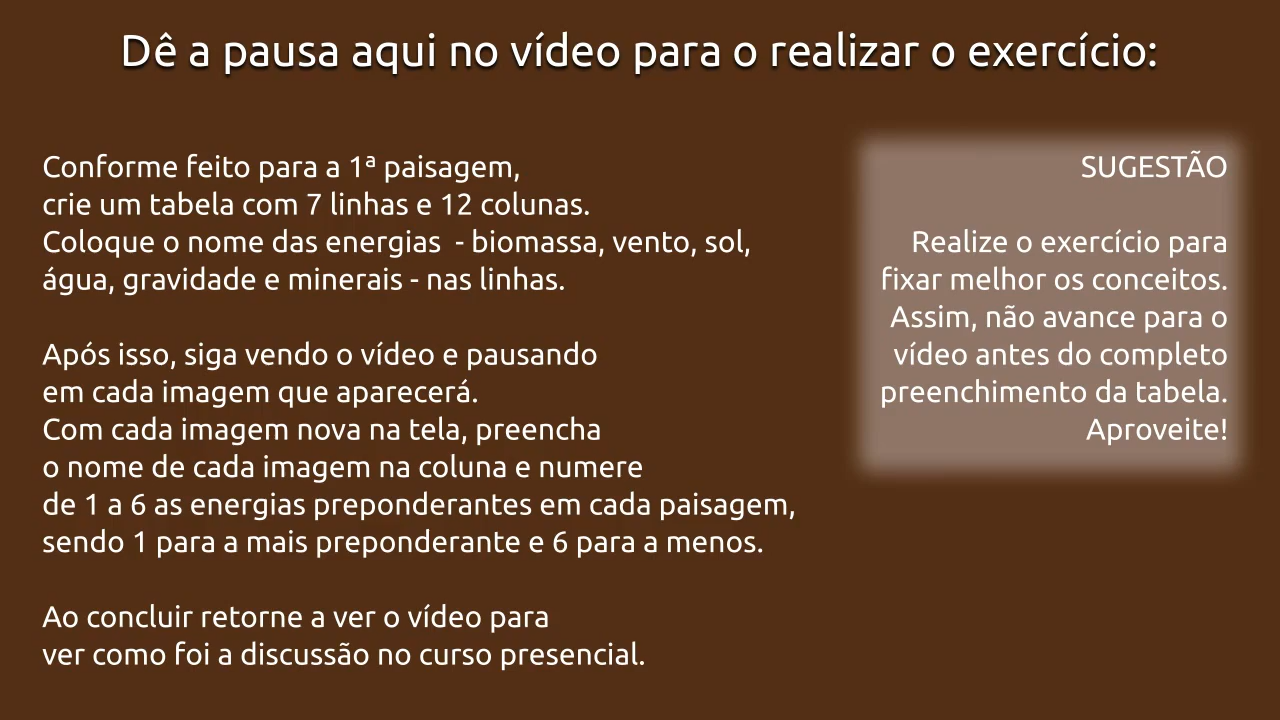 Dê a pausa aqui no vídeo para o realizar o exercício:
Conforme feito para a 1ª paisagem,
crie um tabela com 7 linhas e 12 colunas.
Coloque o nome das energias  - biomassa, vento, sol,
água, gravidade e minerais - nas linhas.
Após isso, siga vendo o vídeo e pausando
em cada imagem que aparecerá.
Com cada imagem nova na tela, preencha
o nome de cada imagem na coluna e numere
de 1 a 6 as energias preponderantes em cada paisagem,
sendo 1 para a mais preponderante e 6 para a menos.
Ao concluir retorne a ver o vídeo para
ver como foi a discussão no curso presencial.
SUGESTÃO
Realize o exercício para
fixar melhor os conceitos.
Assim, não avance para o
vídeo antes do completo
preenchimento da tabela.
Aproveite!